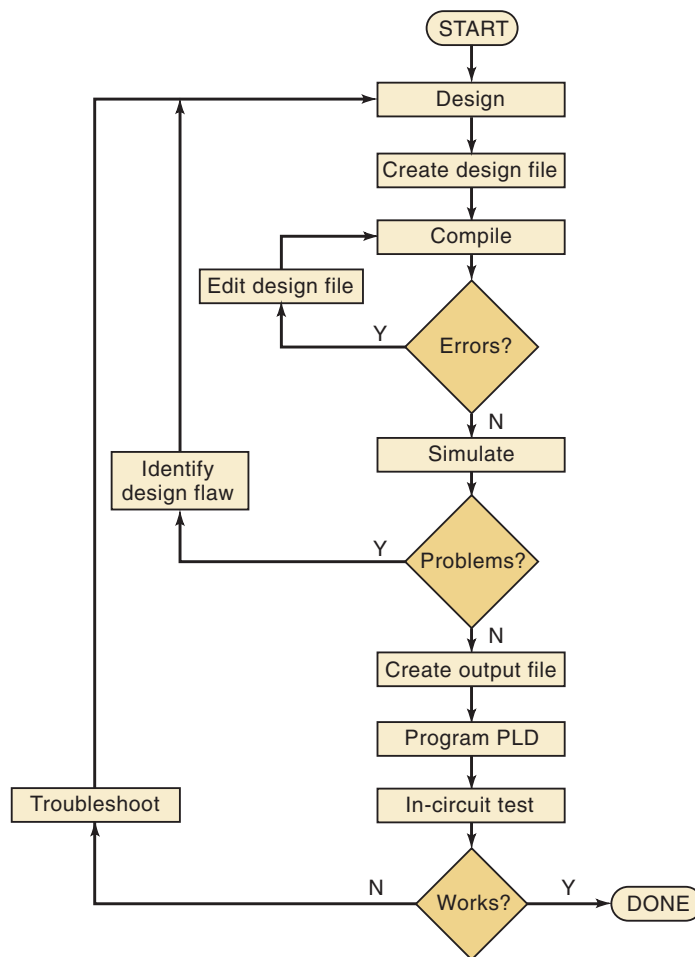 START
Design
Create design file
Compile
Edit design file
Y
Errors?
N
Simulate
Identify
design flaw
Y
Problems?
N
Create output file
Program PLD
Troubleshoot
In-circuit test
N
Works?
Y
DONE